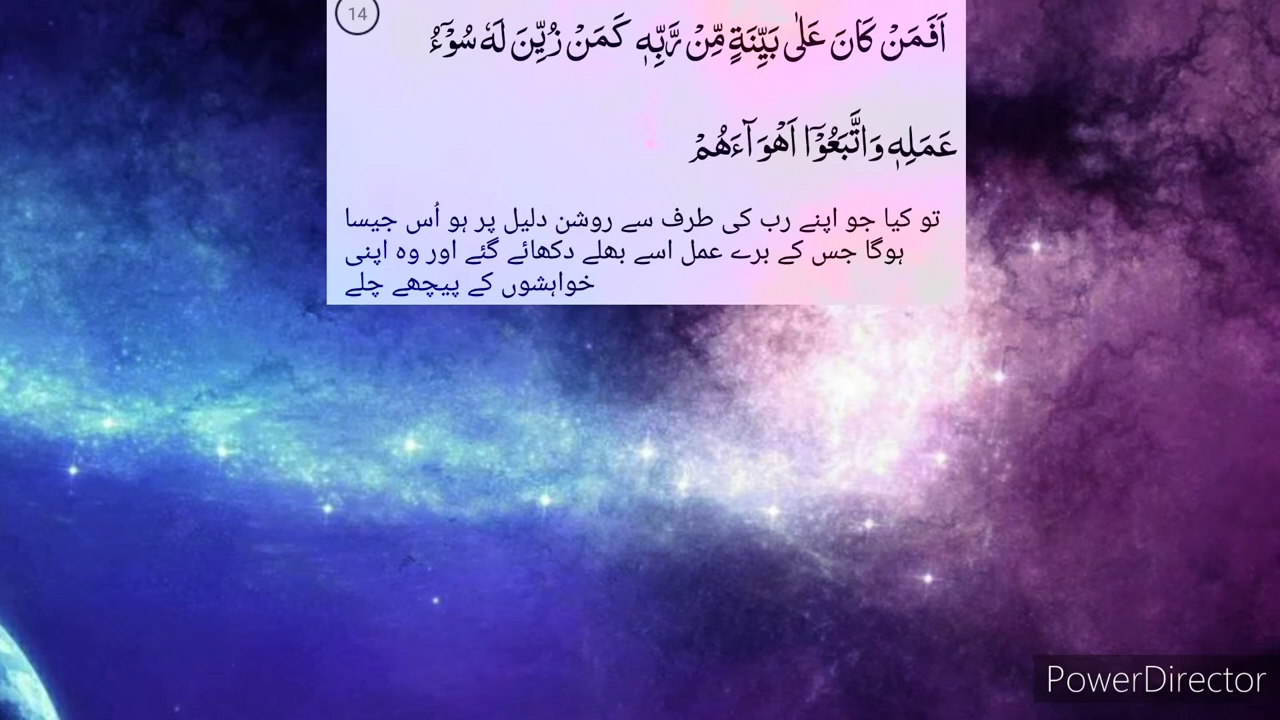 14
اَفَمَنْ كَانَ عَلٰى بَيِّنَةٍ مِّنْ رَّبِّهٖ كَمَنْ زُيِّنَ لَهٗ سُوْٓءُ
عَمَلِهٖ وَاتَّبَعُوْٓا اَهْوَآءَهُمْ
تو کیا جو اپنے رب کی طرف سے روشن دلیل پر ہو اُس جیسا
ہوگا جس کے برے عمل اسے بھلے دکھائے گئے اور وہ اپنی
خواہشوں کے پیچھے چلے
PowerDirector